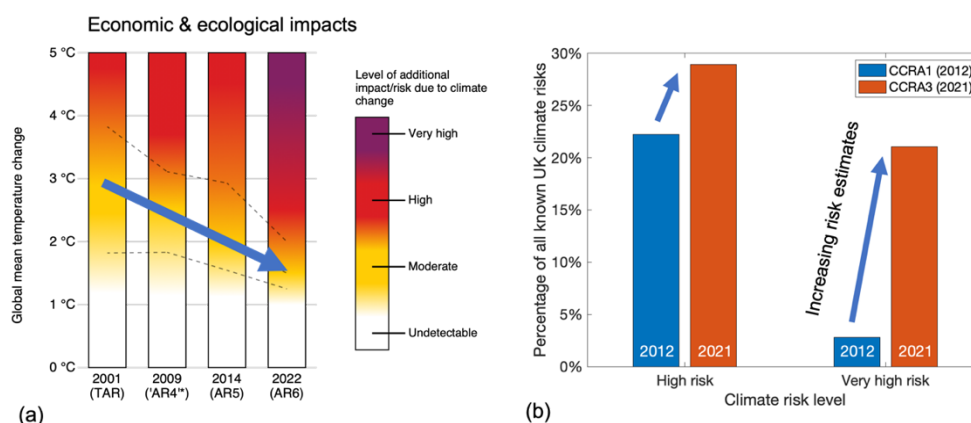 Economic & ecological impacts
Global mean temperature change
5 °C
4 °C
3 °C
2 °C
1 °C
0 °C
2001
(TAR)
2009
('AR4'*)
2014
(AR5)
2022
(AR6)
Level of additional
impact/risk due to climate
change
Very high
High
Moderate
Undetectable
(a)
Percentage of all known UK climate risks
30%
25%
20%
15%
10%
5%
0%
CCRA1 (2012)
CCRA3 (2021)
Increasing risk estimates
2012
2021
2012
2021
High risk
Very high risk
Climate risk level
(b)